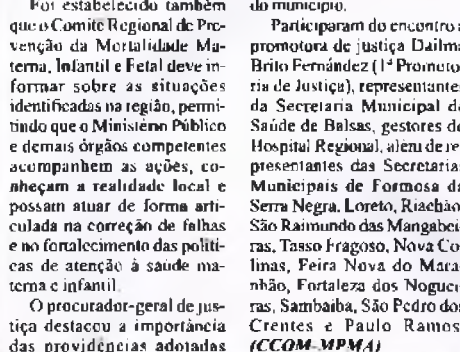 Foi estabelecido também
que o Comitê Regional de Pre-
venção da Mortalidade Ma-
terna, Infantil e Fetal deve in-
formar sobre as situações
identificadas na região, permi-
tindo que o Ministério Público
e demais órgãos competentes
acompanhem as ações, co-
nheçam a realidade local e
possam atuar de forma arti-
culada na correção de falhas
e no fortalecimento das políti-
cas de atenção à saúde ma-
terna e infantil.
O procurador-geral de jus-
tiça destacou a importância
das providências adotadas
do município.
Participaram do encontro a
promotora de justiça Dailma
Brito Fernández (1ª Promoto-
ria de Justiça), representantes
da Secretaria Municipal de
Saúde de Balsas, gestores do
Hospital Regional, além de re-
presentantes das Secretarias
Municipais de Formosa da
Serra Negra, Loreto, Riachão,
São Raimundo das Mangabei-
ras, Tasso Fragoso, Nova Co-
linas, Feira Nova do Mara-
nhão, Fortaleza dos Noguei-
ras, Sambaíba, São Pedro dos
Crentes e Paulo Ramos.
(CCOM-MPMA)